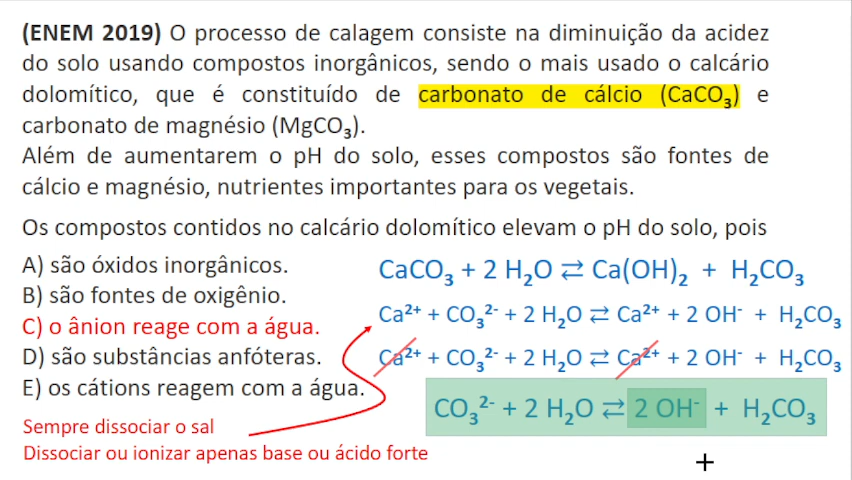 (ENEM 2019) O processo de calagem consiste na diminuição da acidez
do solo usando compostos inorgânicos, sendo o mais usado o calcário
dolomítico, que é constituído de carbonato de cálcio (CaCO₃) e
carbonato de magnésio (MgCO₃).
Além de aumentarem o pH do solo, esses compostos são fontes de
cálcio e magnésio, nutrientes importantes para os vegetais.
Os compostos contidos no calcário dolomítico elevam o pH do solo, pois
A) são óxidos inorgânicos.
B) são fontes de oxigênio.
C) o ânion reage com a água.
D) são substâncias anfóteras.
E) os cátions reagem com a água.
Sempre dissociar o sal
Dissociar ou ionizar apenas base ou ácido forte
CaCO₃ + 2 H₂O ⇄ Ca(OH)₂ + H₂CO₃
Ca²⁺ + CO₃²⁻ + 2 H₂O ⇄ Ca²⁺ + 2 OH⁻ + H₂CO₃
Ca²⁺ + CO₃²⁻ + 2 H₂O ⇄ Ca²⁺ + 2 OH⁻ + H₂CO₃
CO₃²⁻ + 2 H₂O ⇄ 2 OH⁻ + H₂CO₃